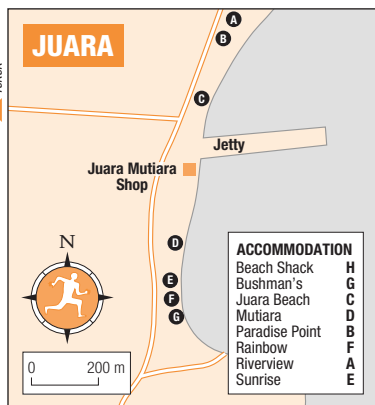 JUARA
A
B
C
Jetty
Juara Mutiara
Shop
D
N
E
F
G
0 200 m
ACCOMMODATION
Beach Shack H
Bushman's G
Juara Beach C
Mutiara D
Paradise Point B
Rainbow F
Riverview A
Sunrise E